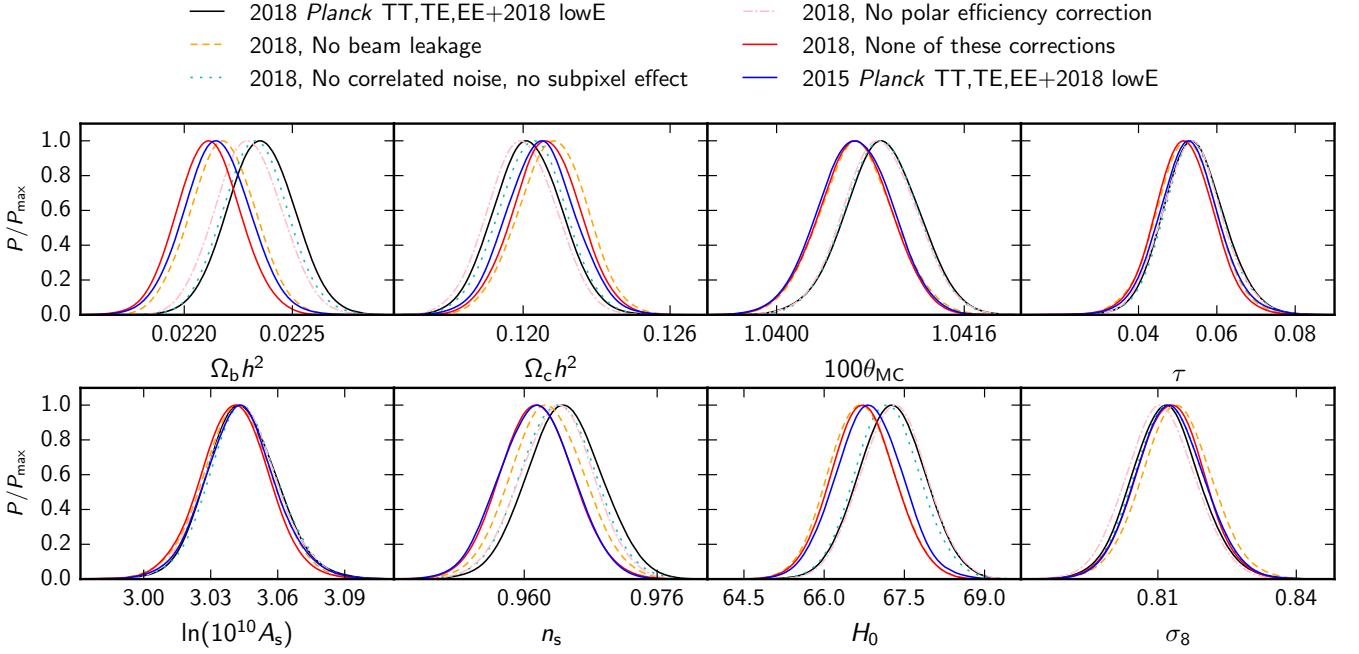 2018 Planck TT,TE,EE+2018 lowE
2018, No beam leakage
2018, No correlated noise, no subpixel effect
2018, No polar efficiency correction
2018, None of these corrections
2015 Planck TT,TE,EE+2018 lowE
P/P_max
1.0
0.8
0.6
0.4
0.2
0.0
0.0220 0.0225 0.120 0.126 1.0400 1.0416 0.04 0.06 0.08
Ω_b h² Ω_c h² 100θ_MC τ
P/P_max
1.0
0.8
0.6
0.4
0.2
0.0
3.00 3.03 3.06 3.09 0.960 0.976 64.5 66.0 67.5 69.0 0.81 0.84
ln(10¹⁰ A_s) n_s H_0 σ_8